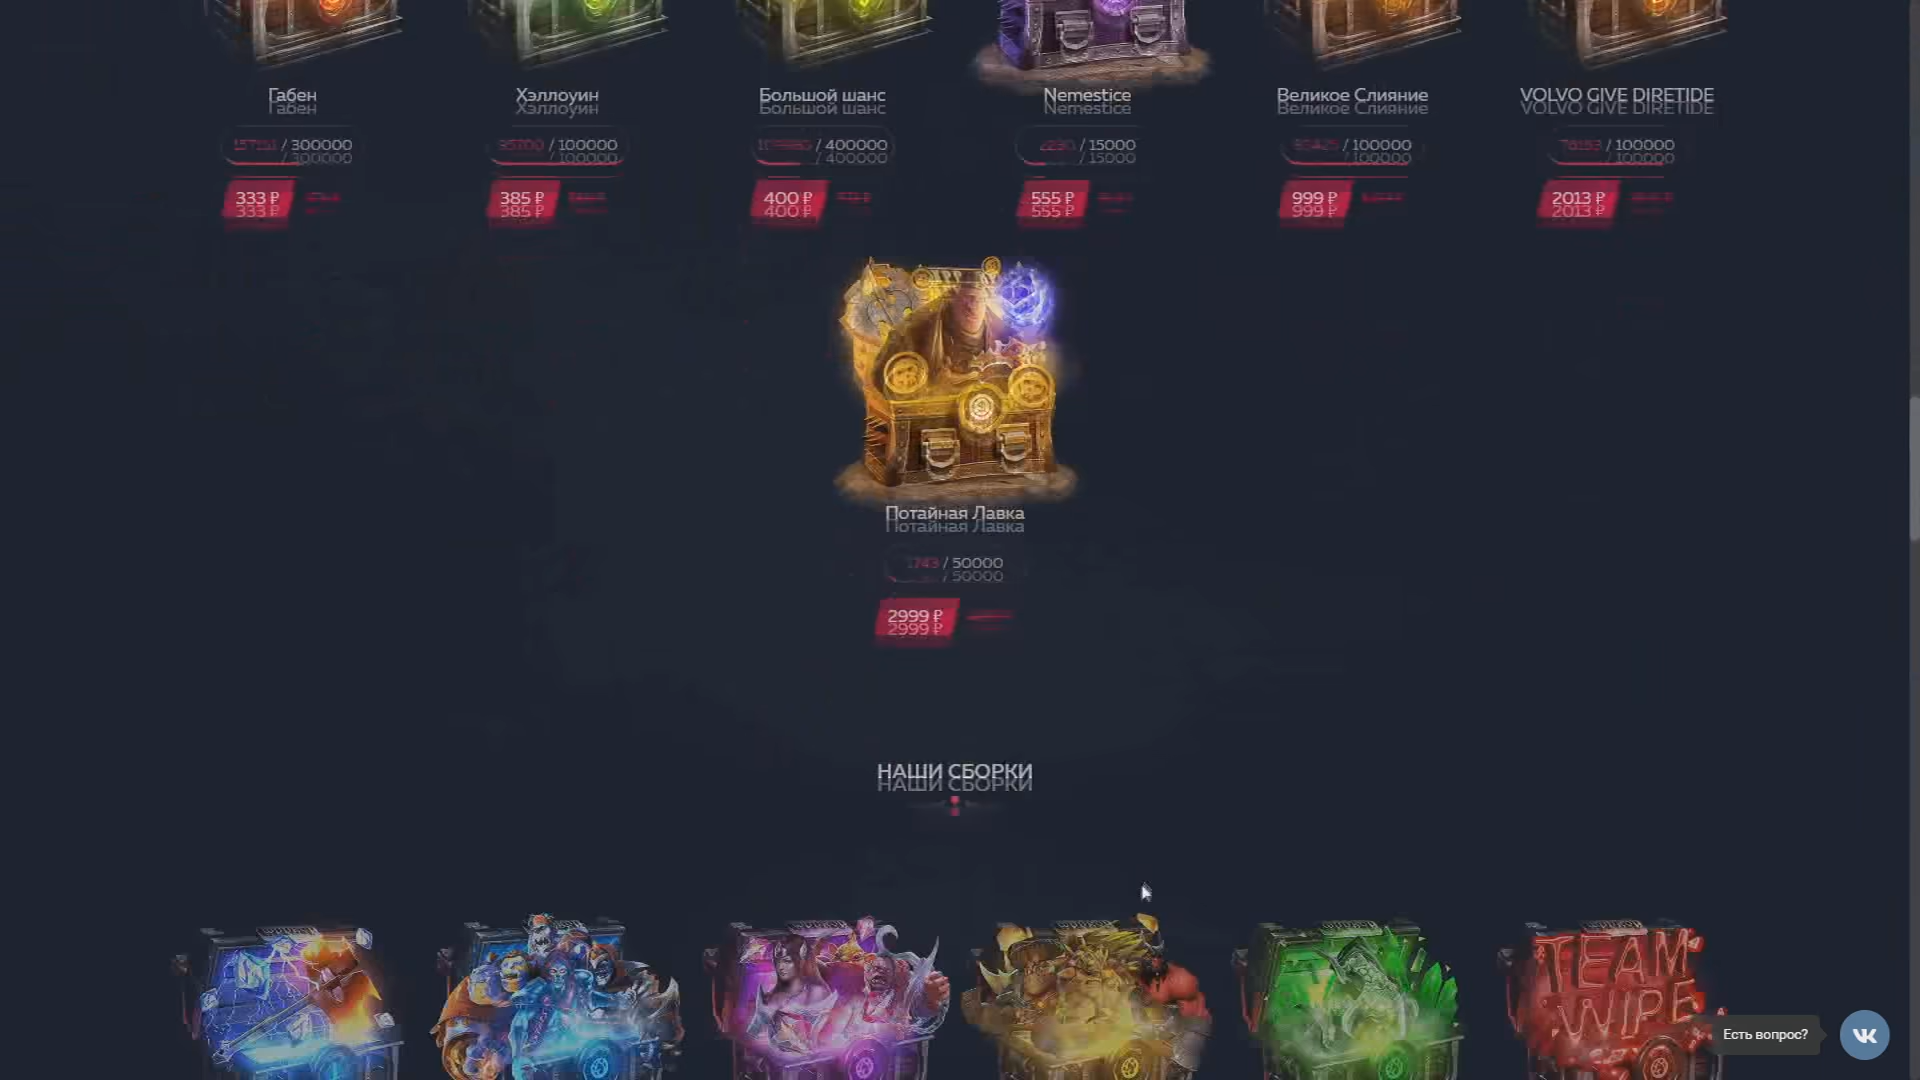 Габен
Хэллоуин
Большой шанс
Nemestice
Великое Слияние
VOLVO GIVE DIRETIDE
/ 300000
/ 100000
/ 400000
/ 15000
/ 100000
/ 100000
333 ₽
385 ₽
400 ₽
555 ₽
999 ₽
2013 ₽
Потайная Лавка
1743 / 50000
2999 ₽
НАШИ СБОРКИ
TEAM
WIPE
Есть вопрос?